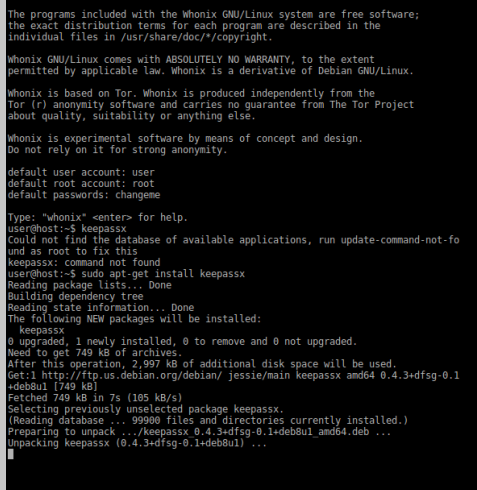 The programs included with the Whonix GNU/Linux system are free software;
the exact distribution terms for each program are described in the
individual files in /usr/share/doc/*/copyright.
Whonix GNU/Linux comes with ABSOLUTELY NO WARRANTY, to the extent
permitted by applicable law. Whonix is a derivative of Debian GNU/Linux.
Whonix is based on Tor. Whonix is produced independently from the
Tor (r) anonymity software and carries no guarantee from The Tor Project
about quality, suitability or anything else.
Whonix is experimental software by means of concept and design.
Do not rely on it for strong anonymity.
default user account: user
default root account: root
default passwords: changeme
Type: "whonix" <enter> for help.
user@host:~$ keepassx
Could not find the database of available applications, run update-command-not-fo
und as root to fix this
keepassx: command not found
user@host:~$ sudo apt-get install keepassx
Reading package lists... Done
Building dependency tree
Reading state information... Done
The following NEW packages will be installed:
  keepassx
0 upgraded, 1 newly installed, 0 to remove and 0 not upgraded.
Need to get 749 kB of archives.
After this operation, 2,997 kB of additional disk space will be used.
Get:1 http://ftp.us.debian.org/debian/ jessie/main keepassx amd64 0.4.3+dfsg-0.1
+deb8u1 [749 kB]
Fetched 749 kB in 7s (105 kB/s)
Selecting previously unselected package keepassx.
(Reading database ... 99900 files and directories currently installed.)
Preparing to unpack .../keepassx_0.4.3+dfsg-0.1+deb8u1_amd64.deb ...
Unpacking keepassx (0.4.3+dfsg-0.1+deb8u1) ...